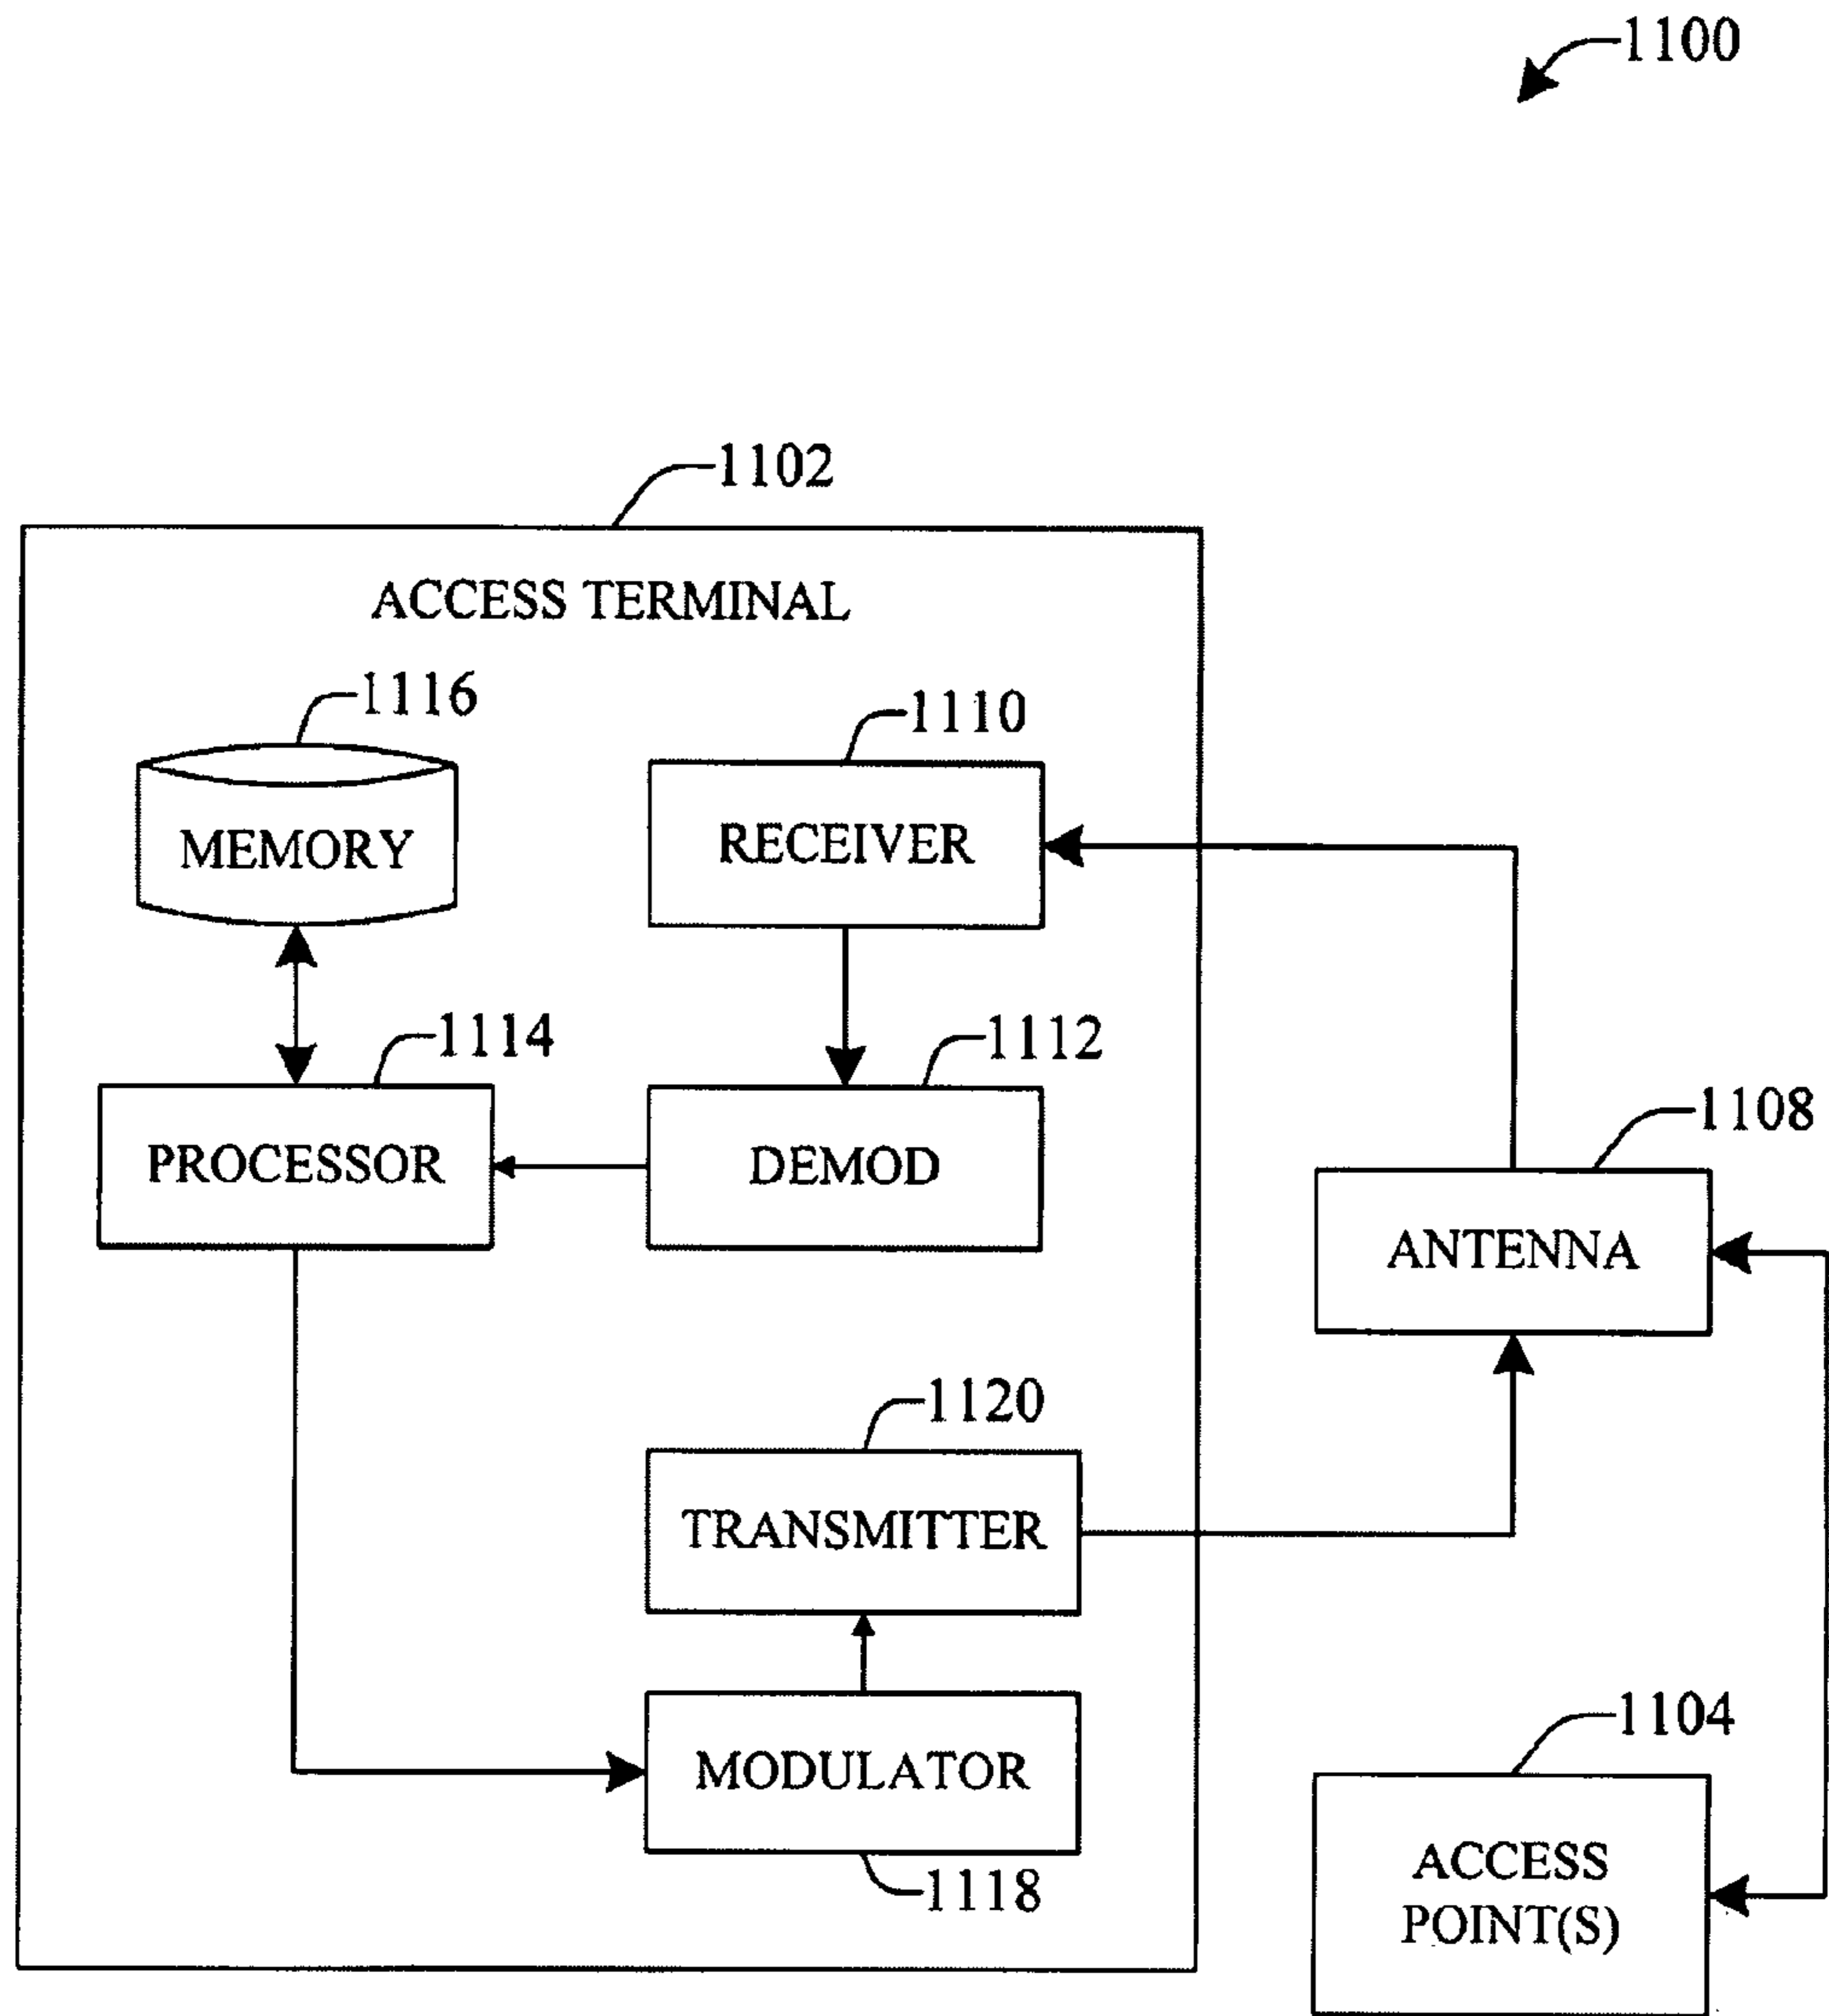 1100
1102
ACCESS TERMINAL
1116
1110
MEMORY
RECEIVER
1114
1112
1108
PROCESSOR
DEMOD
ANTENNA
1120
TRANSMITTER
1104
MODULATOR
1118
ACCESS
POINT(S)